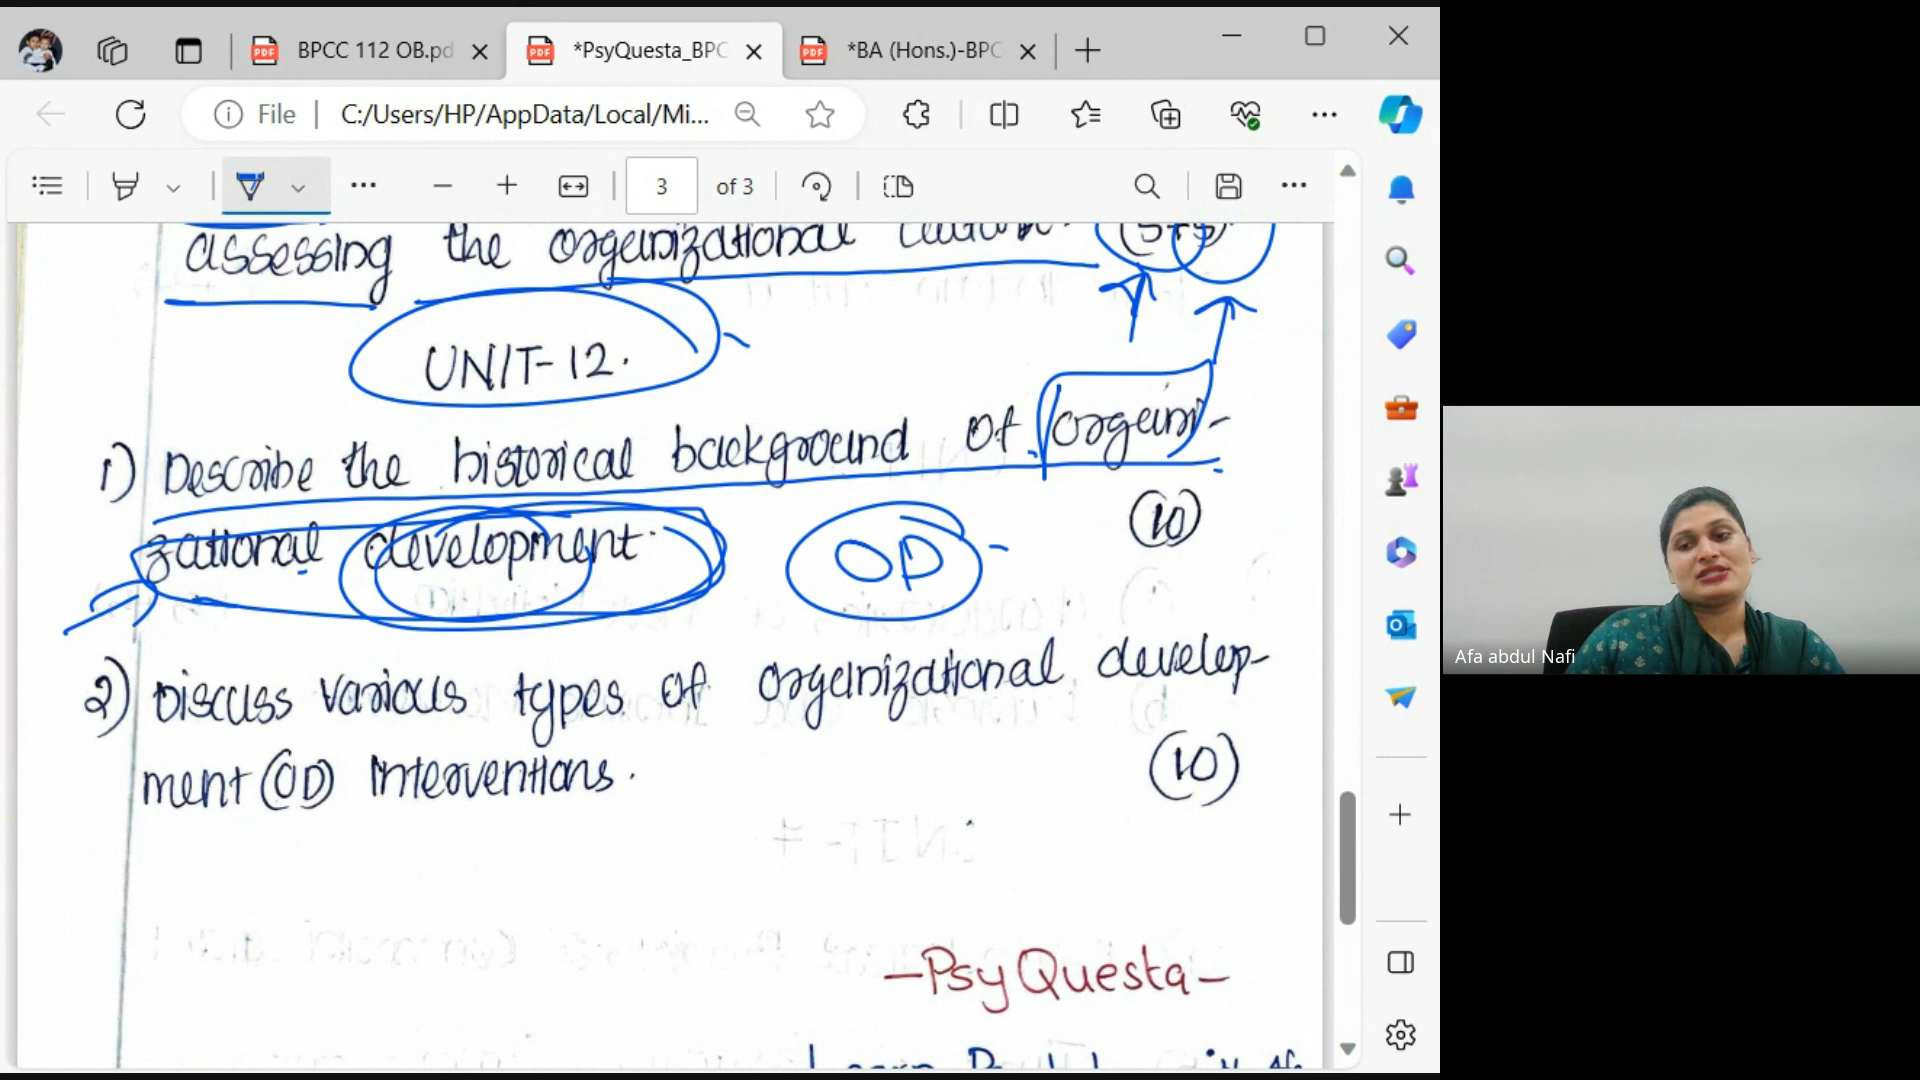 BPCC 112 OB.pd
*PsyQuesta_BPC
*BA (Hons.)-BPC
File
C:/Users/HP/AppData/Local/Mi...
3 of 3
assessing the organizational
UNIT-12.
1) Describe the historical background of organi-
zational development.
OD
(10)
2) Discuss various types of organizational develop-
ment (OD) Interventions.
(10)
-PsyQuesta-
Afa abdul Nafi